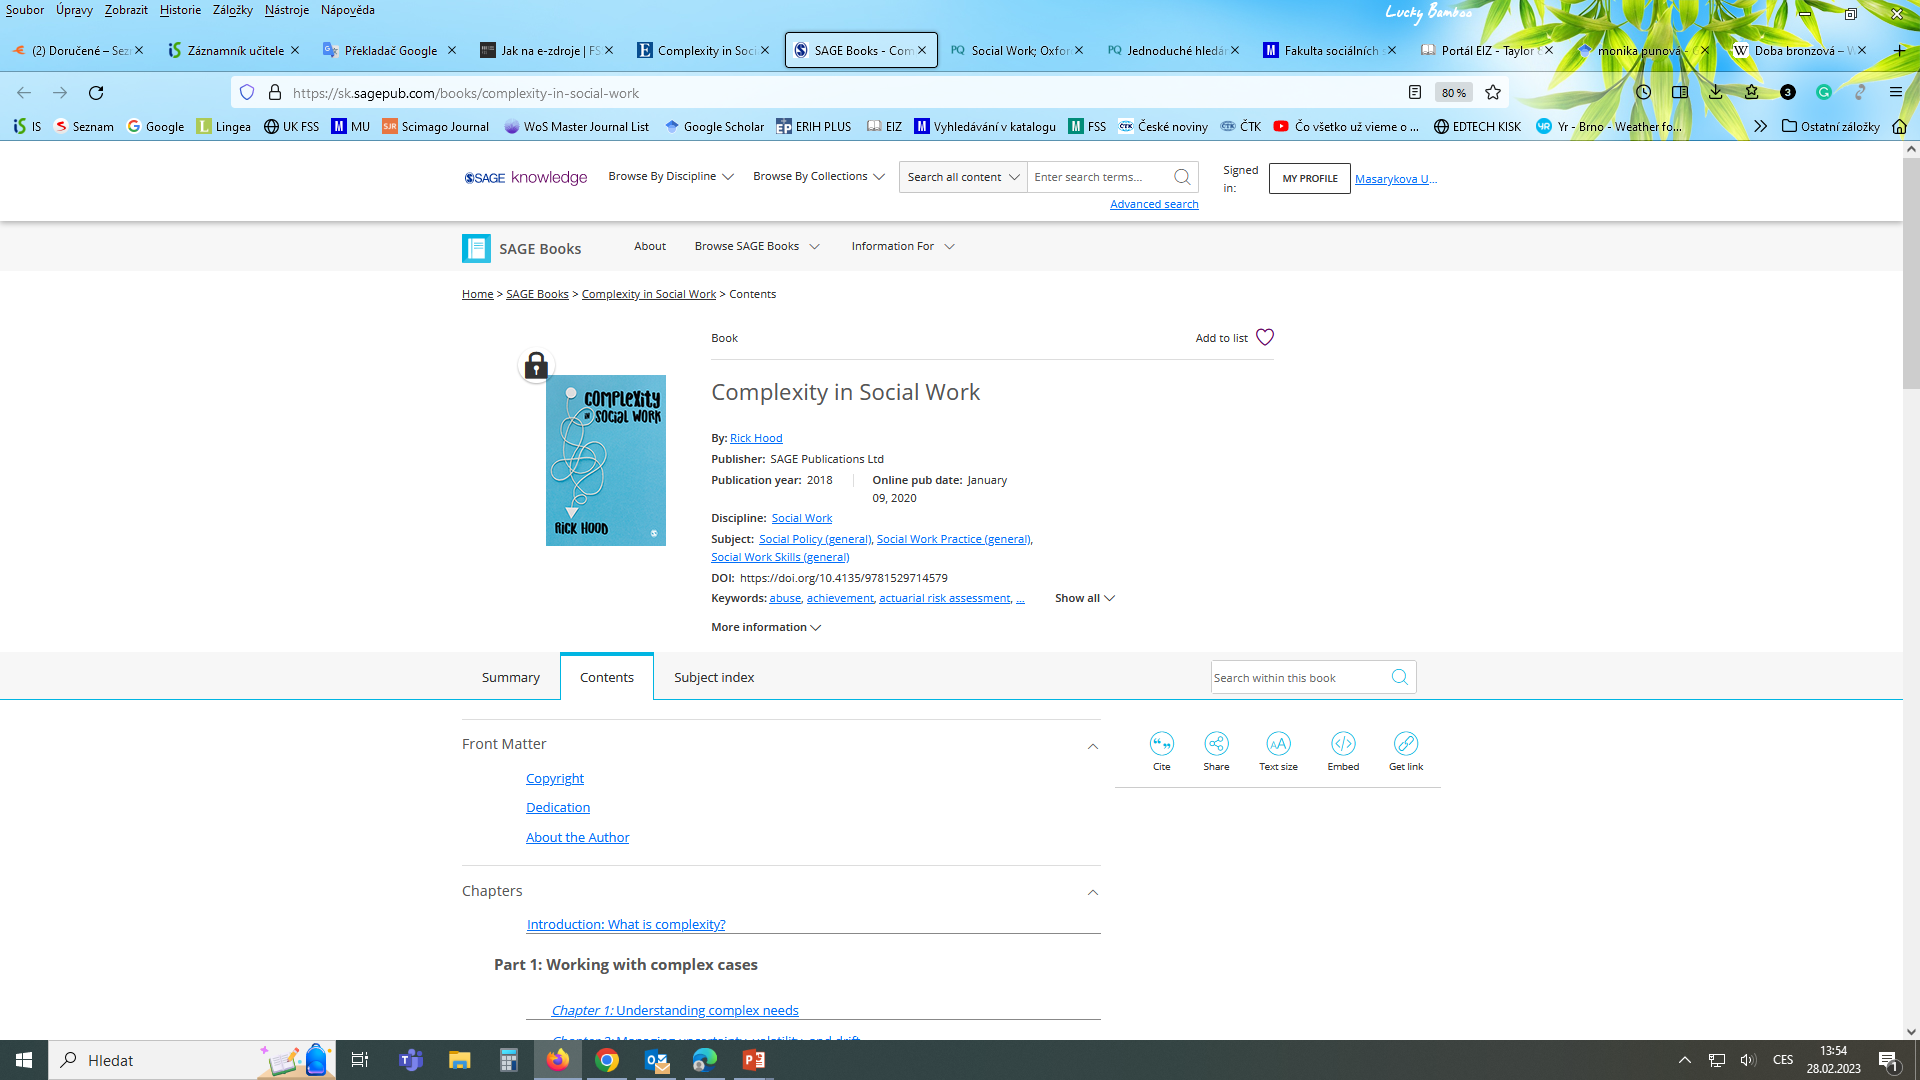 Soubor Úpravy Zobrazit Historie Záložky Nástroje Nápověda
Lucky Bamboo
(2) Doručené – Sez
Záznamník učitele
Překladač Google
Jak na e-zdroje | FS
Complexity in Soci
SAGE Books - Com
Social Work; Oxfor
Jednoduché hledán
Fakulta sociálních s
Portál EIZ - Taylor &
monika punová - G
Doba bronzová – W
https://sk.sagepub.com/books/complexity-in-social-work
80 %
3
IS Seznam Google Lingea UK FSS MU Scimago Journal WoS Master Journal List Google Scholar ERIH PLUS EIZ Vyhledávání v katalogu FSS České noviny ČTK Čo všetko už vieme o ... EDTECH KISK Yr - Brno - Weather fo... Ostatní záložky
SAGE knowledge
Browse By Discipline
Browse By Collections
Search all content
Enter search terms...
Advanced search
Signed in:
MY PROFILE
Masarykova U...
SAGE Books
About
Browse SAGE Books
Information For
Home > SAGE Books > Complexity in Social Work > Contents
Book
Add to list
COMPLEXITY
IN SOCIAL WORK
RICK HOOD
Complexity in Social Work
By: Rick Hood
Publisher: SAGE Publications Ltd
Publication year: 2018
Online pub date: January
09, 2020
Discipline: Social Work
Subject: Social Policy (general), Social Work Practice (general),
Social Work Skills (general)
DOI: https://doi.org/10.4135/9781529714579
Keywords: abuse, achievement, actuarial risk assessment, ...
Show all
More information
Summary
Contents
Subject index
Search within this book
Front Matter
Copyright
Dedication
About the Author
Cite
Share
Text size
Embed
Get link
Chapters
Introduction: What is complexity?
Part 1: Working with complex cases
Chapter 1: Understanding complex needs
Chapter 2: Managing uncertainty, volatility, and drift
Hledat
CES
13:54
28.02.2023
1